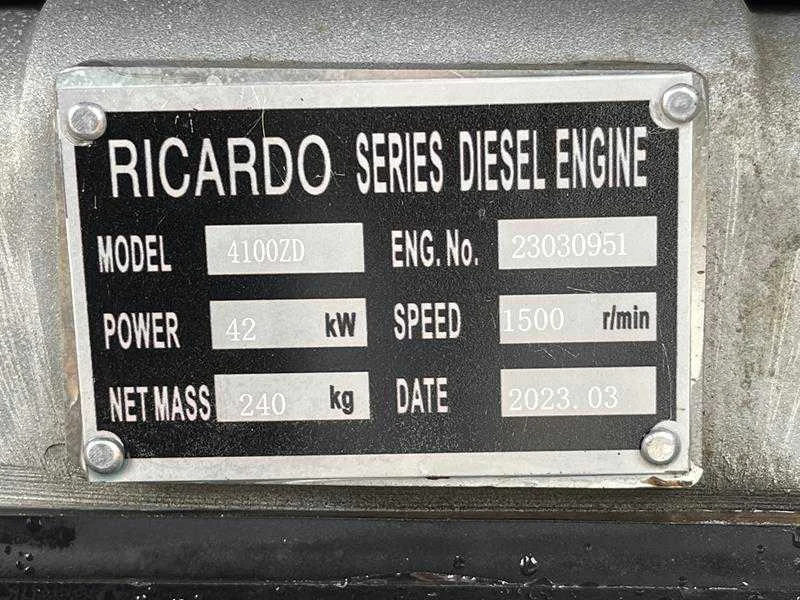 RICARDO SERIES DIESEL ENGINE
MODEL 4100ZD ENG. No. 23030951
POWER 42 kW SPEED 1500 r/min
NET MASS 240 kg DATE 2023.03